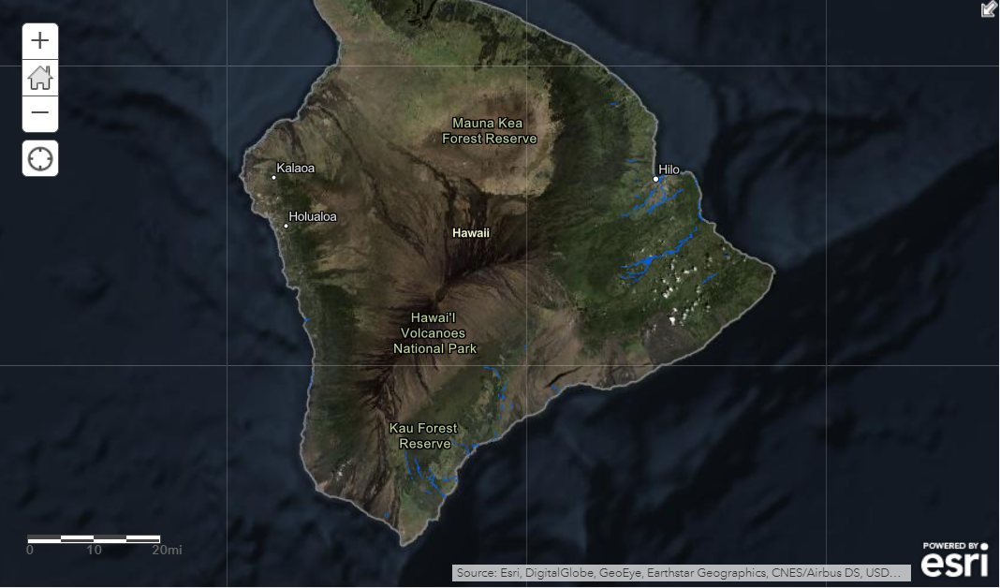 +
−
Mauna Kea
Forest Reserve
Kalaoa
Hilo
Holualoa
Hawaii
Hawai'I
Volcanoes
National Park
Kau Forest
Reserve
0 10 20mi
POWERED BY
esri
Source: Esri, DigitalGlobe, GeoEye, Earthstar Geographics, CNES/Airbus DS, USD...